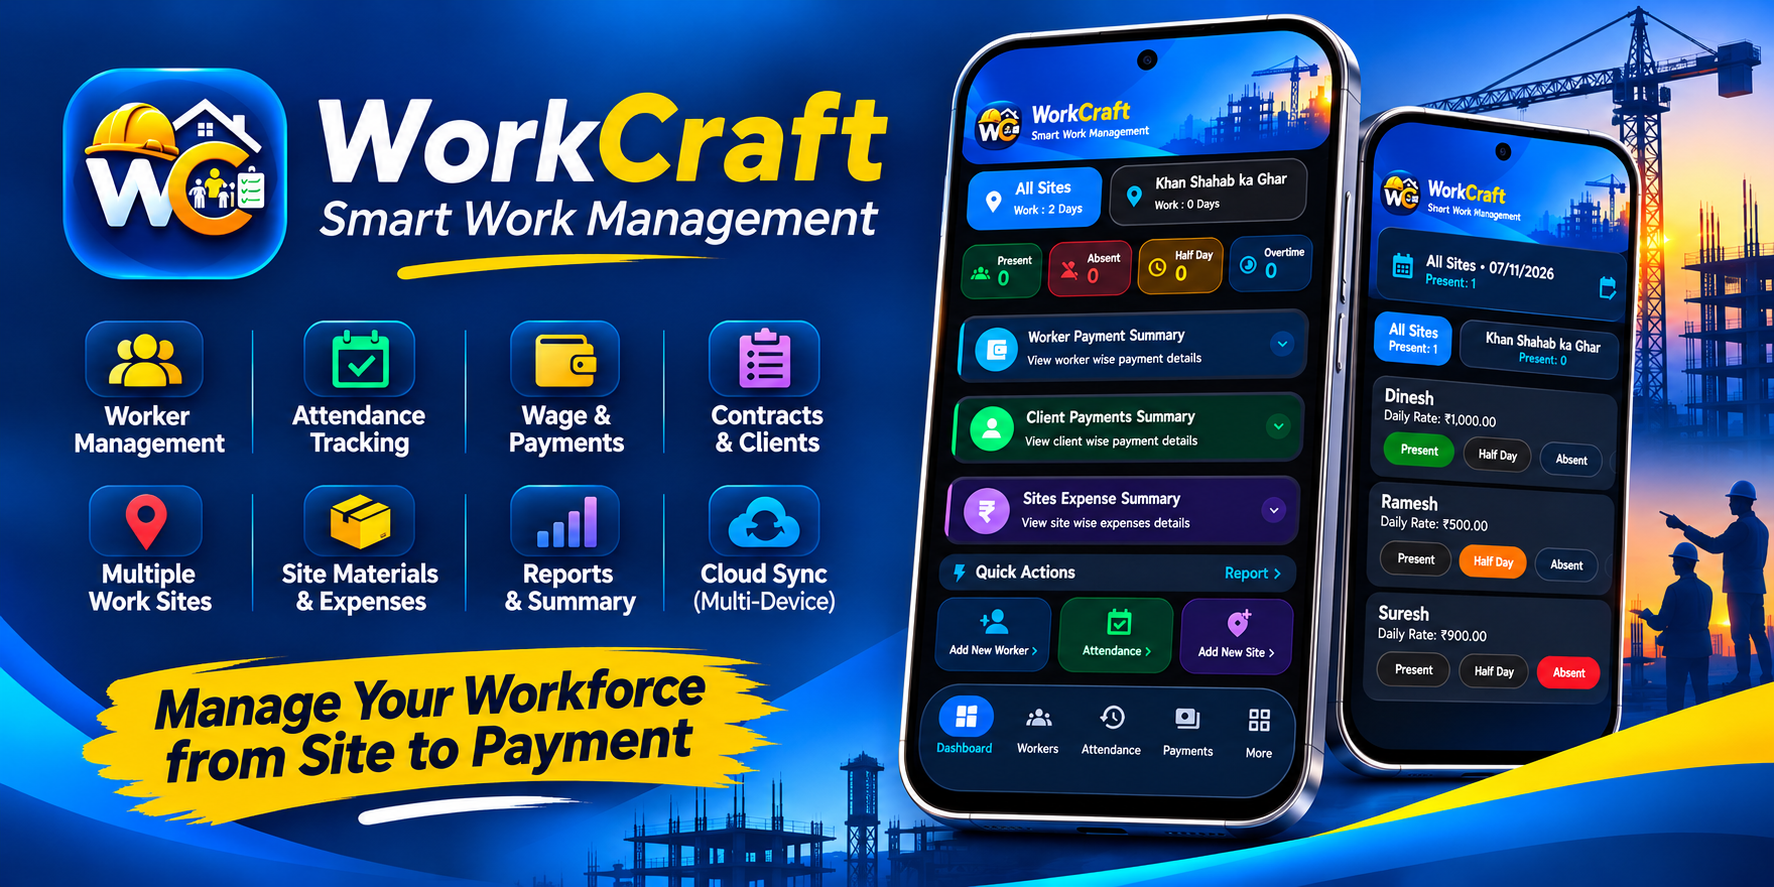 WC
WorkCraft
Smart Work Management
Worker
Management
Attendance
Tracking
Wage &
Payments
Contracts
& Clients
Multiple
Work Sites
Site Materials
& Expenses
Reports
& Summary
Cloud Sync
(Multi-Device)
Manage Your Workforce
from Site to Payment
WC
WorkCraft
Smart Work Management
All Sites
Work : 2 Days
Khan Shahab ka Ghar
Work : 0 Days
Present
0
Absent
0
Half Day
0
Overtime
0
Worker Payment Summary
View worker wise payment details
Client Payments Summary
View client wise payment details
Sites Expense Summary
View site wise expenses details
Quick Actions
Report >
Add New Worker >
Attendance >
Add New Site >
Dashboard
Workers
Attendance
Payments
More
WC
WorkCraft
Smart Work Management
All Sites • 07/11/2026
Present: 1
All Sites
Present: 1
Khan Shahab ka Ghar
Present: 0
Dinesh
Daily Rate: ₹1,000.00
Present
Half Day
Absent
Ramesh
Daily Rate: ₹500.00
Present
Half Day
Absent
Suresh
Daily Rate: ₹900.00
Present
Half Day
Absent